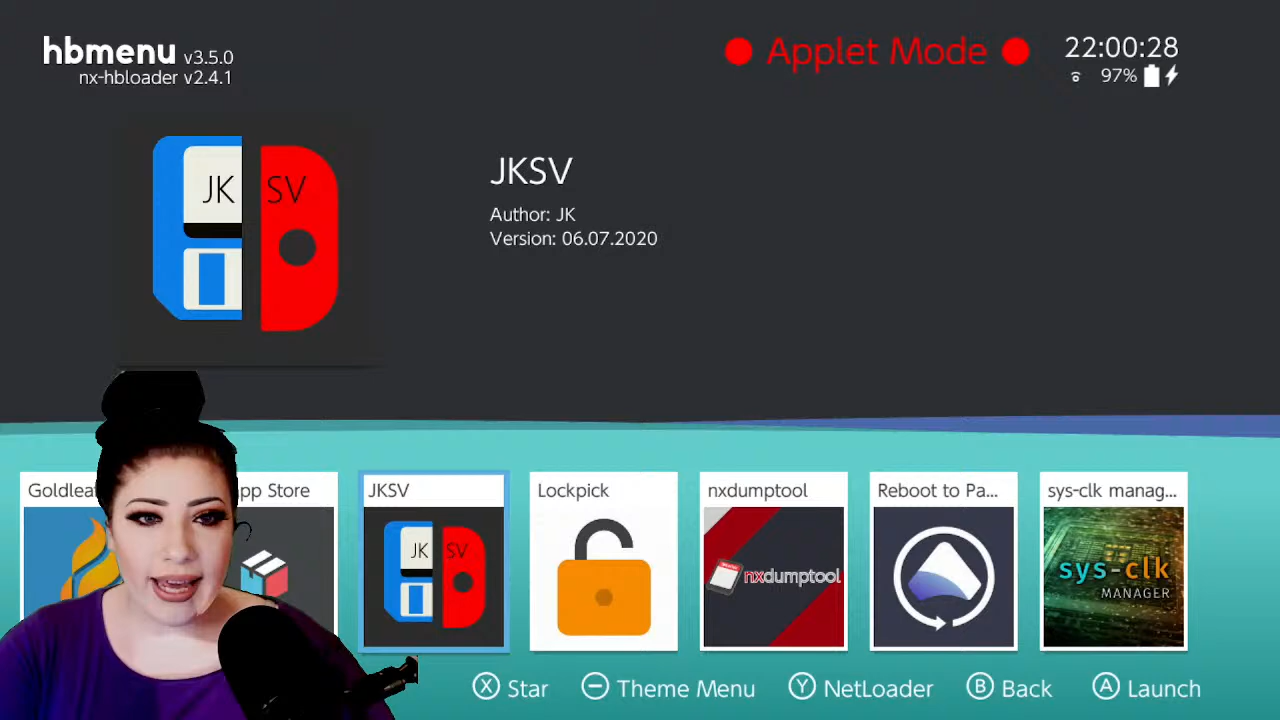 hbmenu v3.5.0
nx-hbloader v2.4.1
Applet Mode
22:00:28
97%
JK SV
JKSV
Author: JK
Version: 06.07.2020
Goldlea
pp Store
JKSV
Lockpick
nxdumptool
Reboot to Pa...
sys-clk manag...
JK SV
nxdumptool
sys-clk
MANAGER
X Star
Theme Menu
Y NetLoader
B Back
A Launch